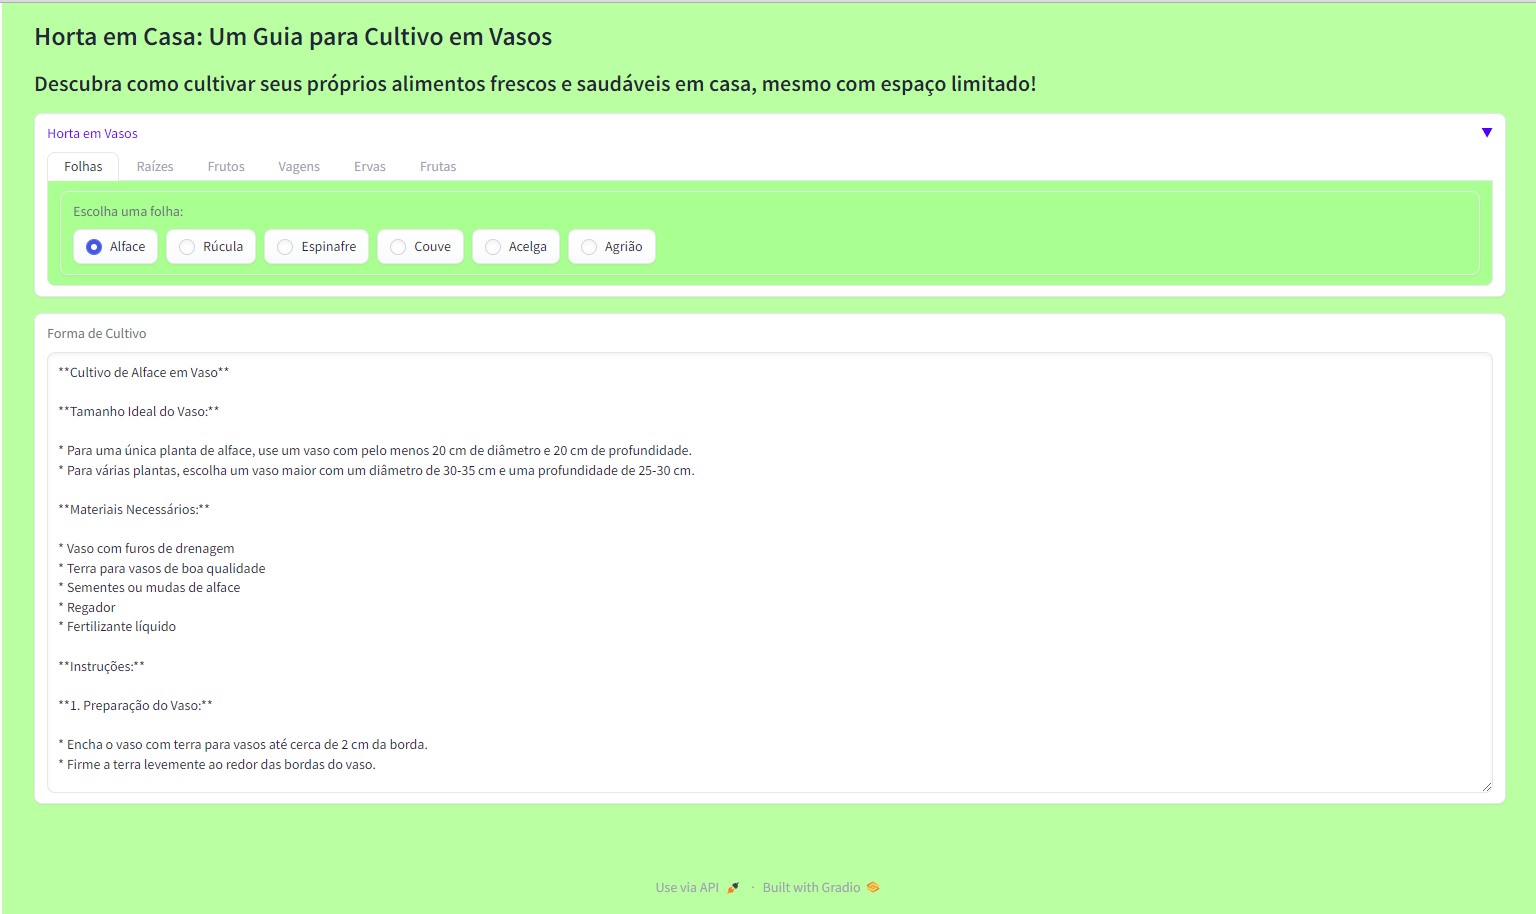 Horta em Casa: Um Guia para Cultivo em Vasos
Descubra como cultivar seus próprios alimentos frescos e saudáveis em casa, mesmo com espaço limitado!
Horta em Vasos ▼
Folhas Raízes Frutos Vagens Ervas Frutas
Escolha uma folha:
Alface Rúcula Espinafre Couve Acelga Agrião
Forma de Cultivo
**Cultivo de Alface em Vaso**
**Tamanho Ideal do Vaso:**
* Para uma única planta de alface, use um vaso com pelo menos 20 cm de diâmetro e 20 cm de profundidade.
* Para várias plantas, escolha um vaso maior com um diâmetro de 30-35 cm e uma profundidade de 25-30 cm.
**Materiais Necessários:**
* Vaso com furos de drenagem
* Terra para vasos de boa qualidade
* Sementes ou mudas de alface
* Regador
* Fertilizante líquido
**Instruções:**
**1. Preparação do Vaso:**
* Encha o vaso com terra para vasos até cerca de 2 cm da borda.
* Firme a terra levemente ao redor das bordas do vaso.
Use via API · Built with Gradio